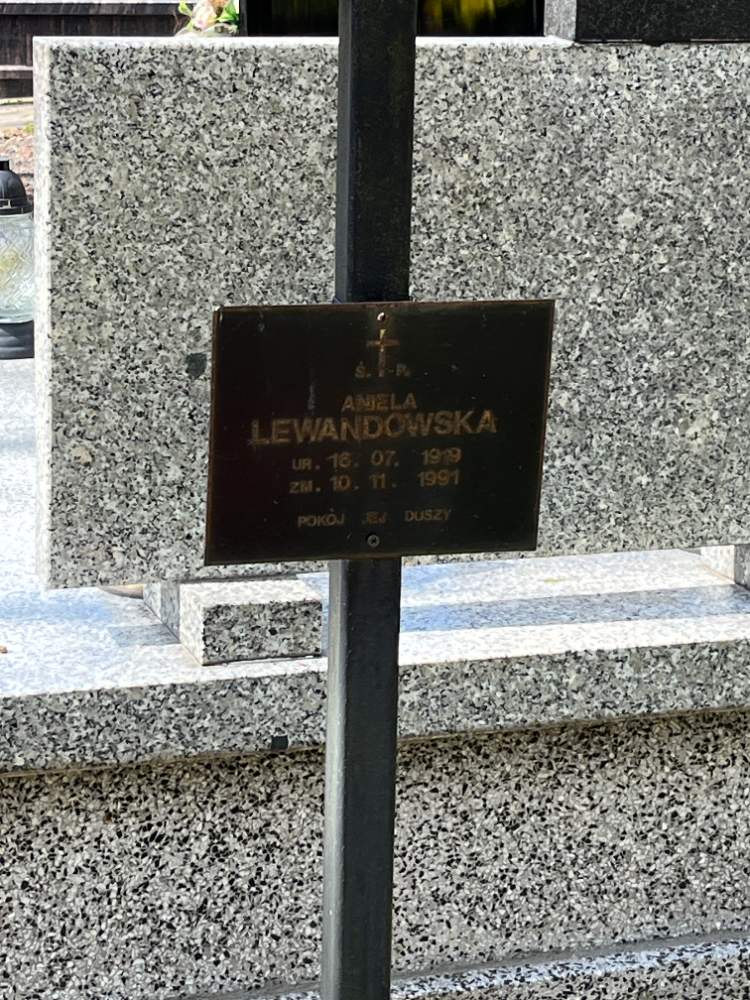 Ś. P.
ANIELA
LEWANDOWSKA
UR. 16. 07. 1919
ZM. 10. 11. 1991
POKÓJ JEJ DUSZY